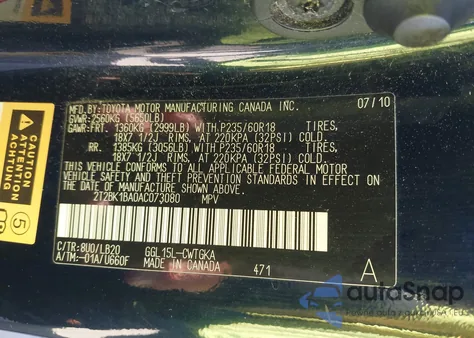 MFD.BY:TOYOTA MOTOR MANUFACTURING CANADA INC. 07/10
GVWR:2560KG (5650LB)
GAWR:FRT. 1360KG (2999LB) WITH P235/60R18 TIRES,
18X7 1/2J RIMS, AT 220KPA (32PSI) COLD
RR. 1385KG (3056LB) WITH P235/60R18 TIRES,
18X7 1/2J RIMS, AT 220KPA (32PSI) COLD
THIS VEHICLE CONFORMS TO ALL APPLICABLE FEDERAL MOTOR
VEHICLE SAFETY AND THEFT PREVENTION STANDARDS IN EFFECT ON
THE DATE OF MANUFACTURE SHOWN ABOVE.
2T2BK1BA0AC073080 MPV
C/TR:8U0/LB20 GGL15L-CWTGKA
A/TM:-01A/U660F MADE IN CANADA 471 A
CAUTION
ATTENTION
ACHTUNG
5
autoSnap